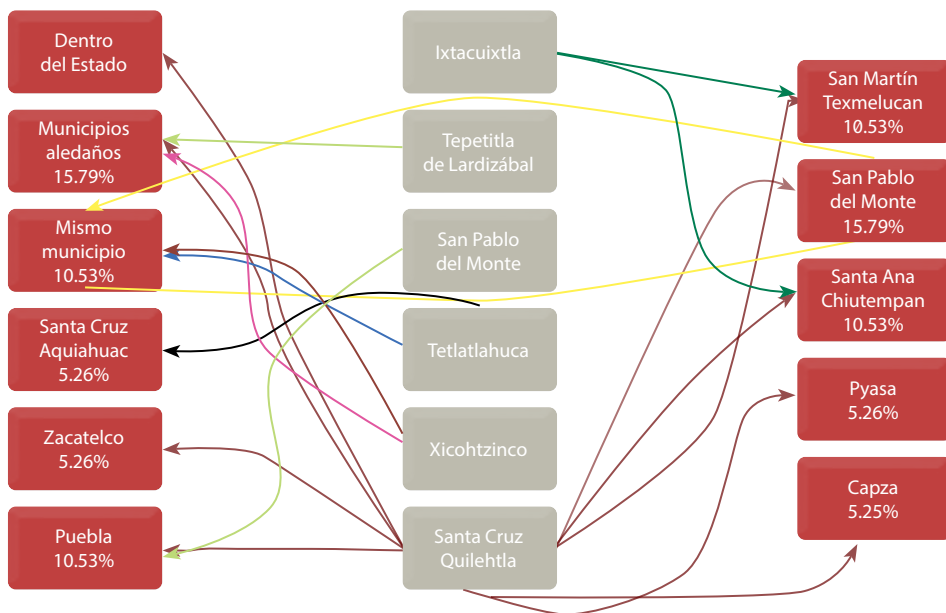 Dentro
del Estado
Municipios
aledaños
15.79%
Mismo
municipio
10.53%
Santa Cruz
Aquiahuac
5.26%
Zacatelco
5.26%
Puebla
10.53%
Ixtacuixtla
Tepetitla
de Lardizábal
San Pablo
del Monte
Tetlatlahuca
Xicohtzinco
Santa Cruz
Quilehtla
San Martín
Texmelucan
10.53%
San Pablo
del Monte
15.79%
Santa Ana
Chiutempan
10.53%
Pyasa
5.26%
Capza
5.25%